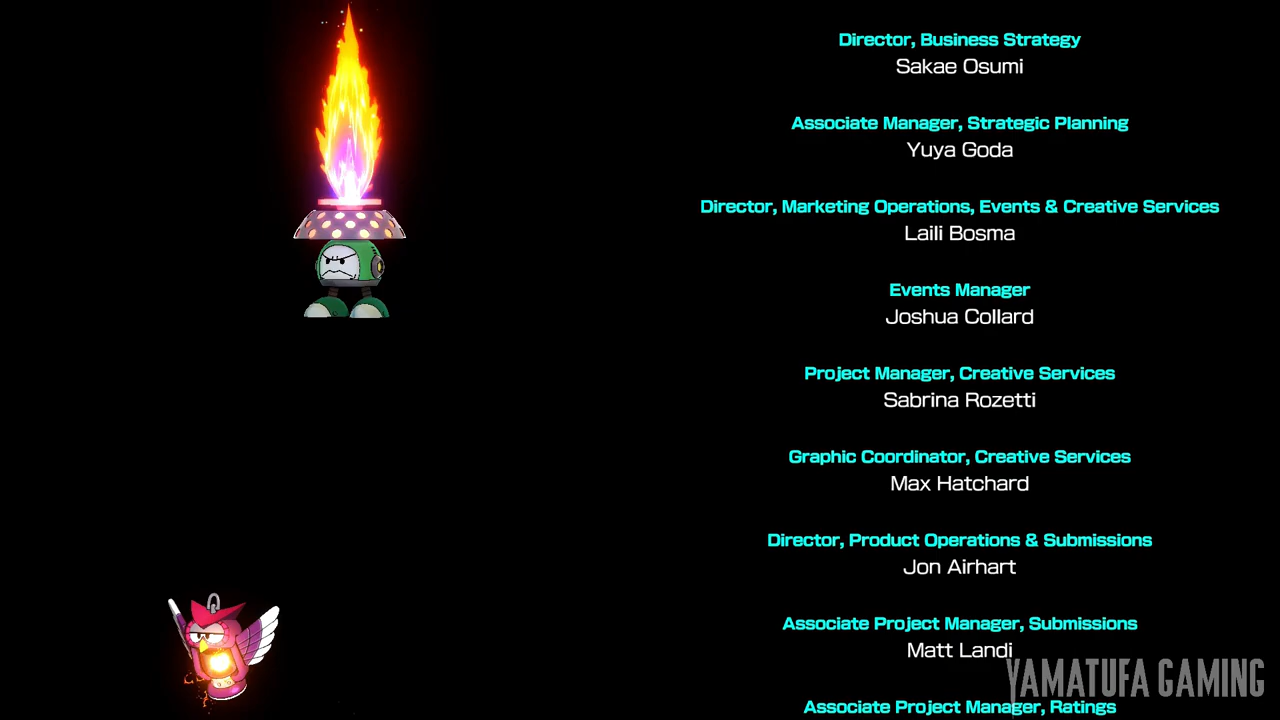 Director, Business Strategy
Sakae Osumi
Associate Manager, Strategic Planning
Yuya Goda
Director, Marketing Operations, Events & Creative Services
Laili Bosma
Events Manager
Joshua Collard
Project Manager, Creative Services
Sabrina Rozetti
Graphic Coordinator, Creative Services
Max Hatchard
Director, Product Operations & Submissions
Jon Airhart
Associate Project Manager, Submissions
Matt Landi
YAMATUFA GAMING
Associate Project Manager, Ratings